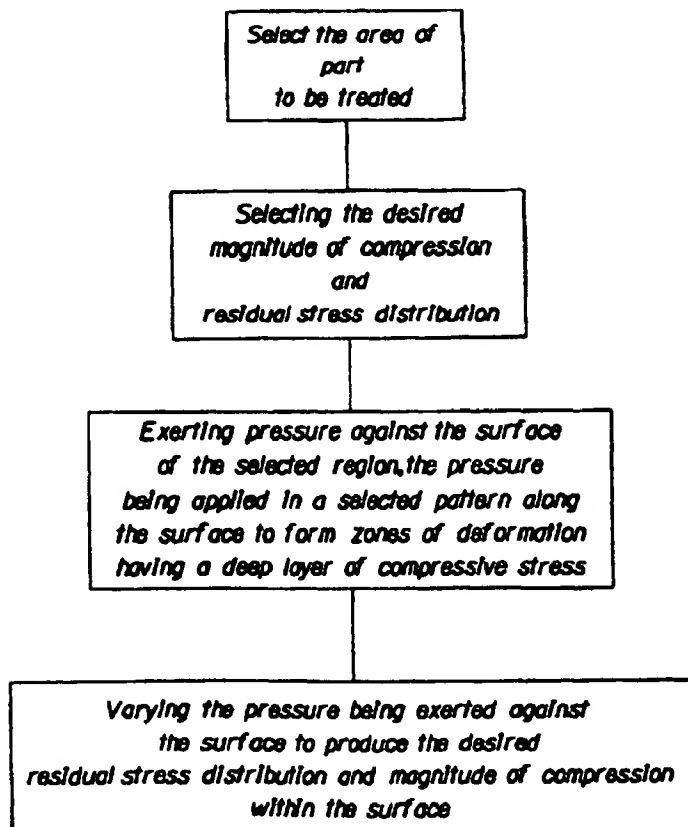 Select the area of
part
to be treated
Selecting the desired
magnitude of compression
and
residual stress distribution
Exerting pressure against the surface
of the selected region, the pressure
being applied in a selected pattern along
the surface to form zones of deformation
having a deep layer of compressive stress
Varying the pressure being exerted against
the surface to produce the desired
residual stress distribution and magnitude of compression
within the surface